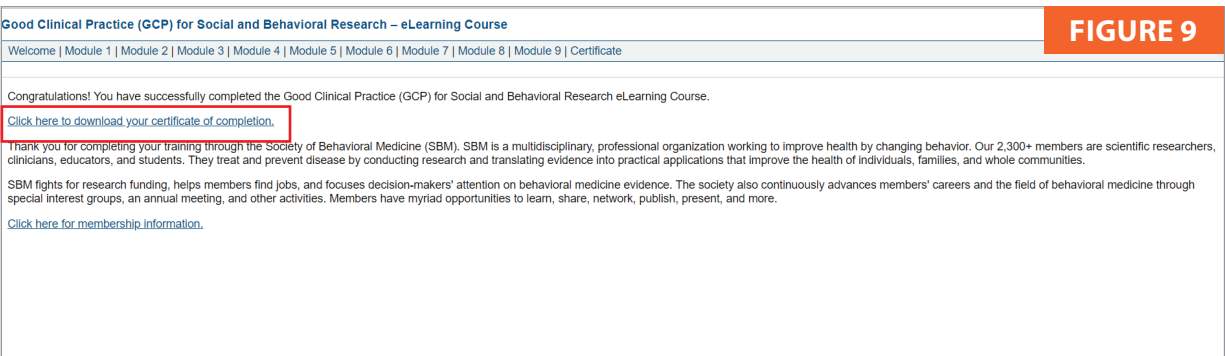 Good Clinical Practice (GCP) for Social and Behavioral Research – eLearning Course
FIGURE 9
Welcome | Module 1 | Module 2 | Module 3 | Module 4 | Module 5 | Module 6 | Module 7 | Module 8 | Module 9 | Certificate
Congratulations! You have successfully completed the Good Clinical Practice (GCP) for Social and Behavioral Research eLearning Course.
Click here to download your certificate of completion.
Thank you for completing your training through the Society of Behavioral Medicine (SBM). SBM is a multidisciplinary, professional organization working to improve health by changing behavior. Our 2,300+ members are scientific researchers,
clinicians, educators, and students. They treat and prevent disease by conducting research and translating evidence into practical applications that improve the health of individuals, families, and whole communities.
SBM fights for research funding, helps members find jobs, and focuses decision-makers' attention on behavioral medicine evidence. The society also continuously advances members' careers and the field of behavioral medicine through
special interest groups, an annual meeting, and other activities. Members have myriad opportunities to learn, share, network, publish, present, and more.
Click here for membership information.